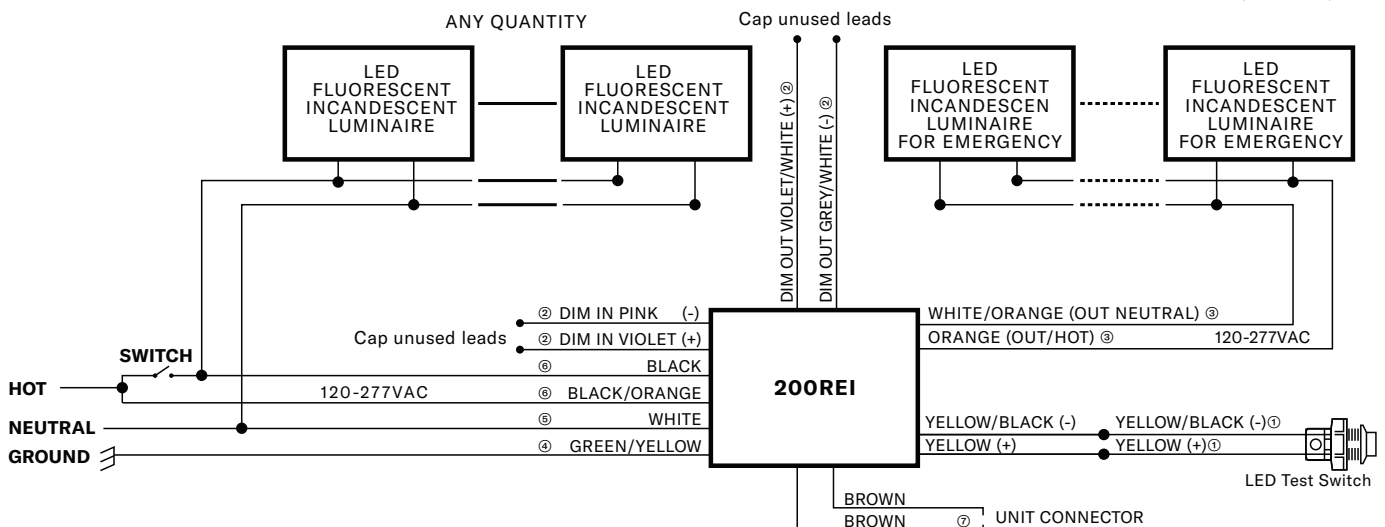 ANY QUANTITY
Cap unused leads
LED
FLUORESCENT
INCANDESCENT
LUMINAIRE
LED
FLUORESCENT
INCANDESCENT
LUMINAIRE
LED
FLUORESCENT
INCANDESCEN
LUMINAIRE
FOR EMERGENCY
LED
FLUORESCENT
INCANDESCENT
LUMINAIRE
FOR EMERGENCY
DIM OUT VIOLET/WHITE (+) ②
DIM OUT GREY/WHITE (-) ②
② DIM IN PINK (-)
Cap unused leads
② DIM IN VIOLET (+)
SWITCH
⑥ BLACK
HOT
120-277VAC
⑥ BLACK/ORANGE
NEUTRAL
⑤ WHITE
GROUND
④ GREEN/YELLOW
200REI
WHITE/ORANGE (OUT NEUTRAL) ③
ORANGE (OUT/HOT) ③ 120-277VAC
YELLOW/BLACK (-) YELLOW/BLACK (-)①
YELLOW (+) YELLOW (+)①
LED Test Switch
BROWN
BROWN ⑦ UNIT CONNECTOR